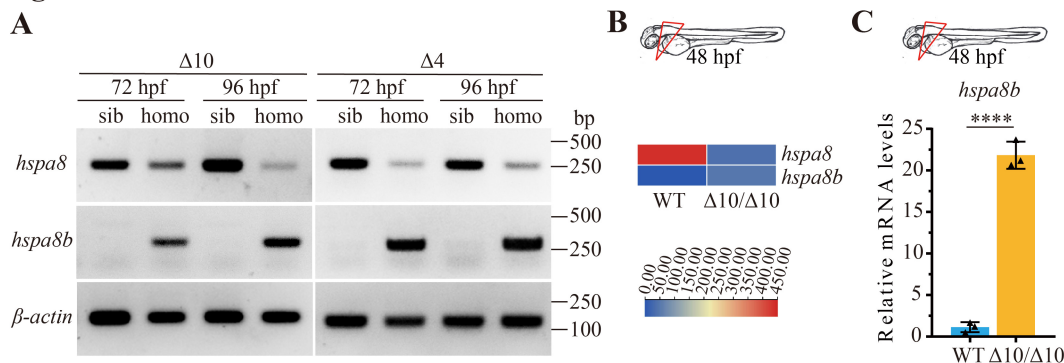 A
Δ10
Δ4
72 hpf 96 hpf 72 hpf 96 hpf
sib homo sib homo sib homo sib homo bp
hspa8
500
250
hspa8b
500
250
β-actin
250
100
B
48 hpf
hspa8
hspa8b
WT Δ10/Δ10
0.00
50.00
100.00
150.00
200.00
250.00
300.00
350.00
400.00
450.00
C
48 hpf
hspa8b
****
Relative mRNA levels
25
20
15
10
5
0
WT Δ10/Δ10